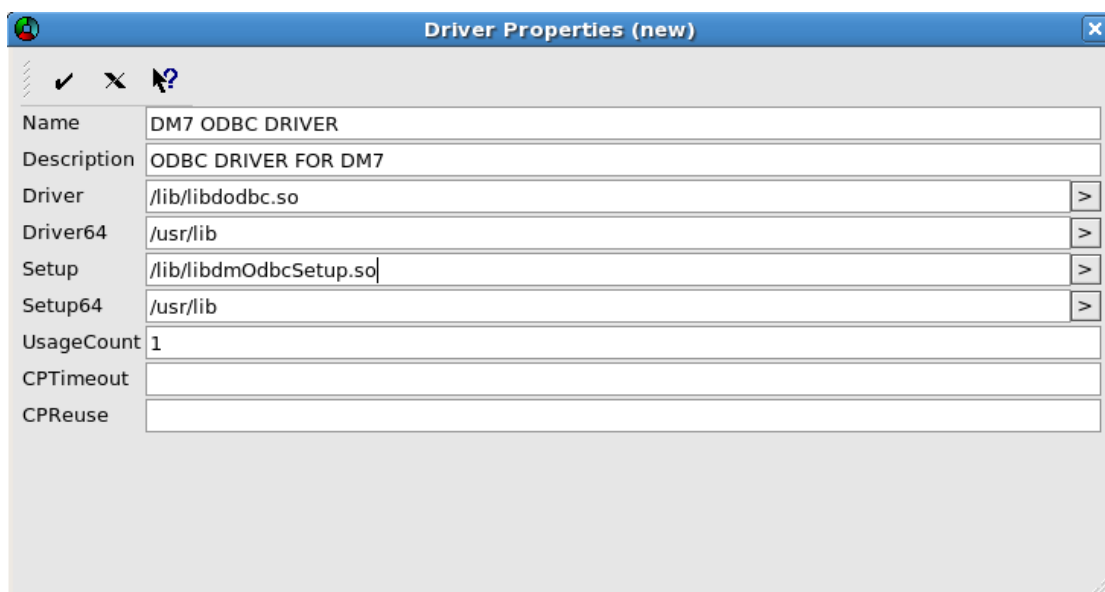 Driver Properties (new)
Name DM7 ODBC DRIVER
Description ODBC DRIVER FOR DM7
Driver /lib/libdodbc.so >
Driver64 /usr/lib >
Setup /lib/libdmOdbcSetup.so >
Setup64 /usr/lib >
UsageCount 1
CPTimeout
CPReuse